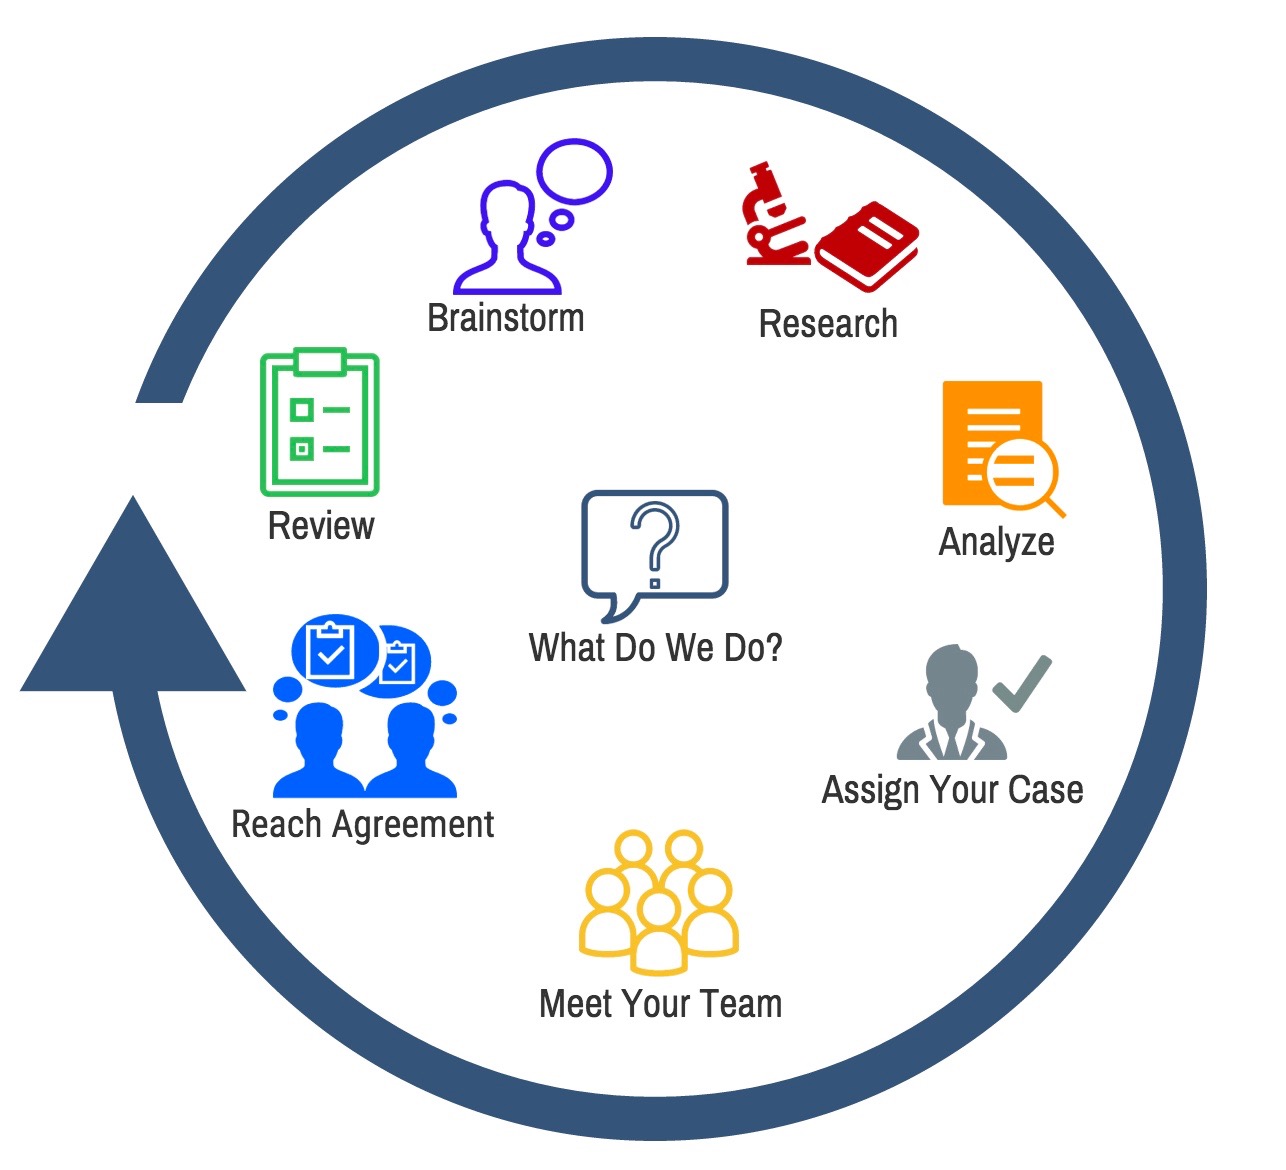 Brainstorm
Research
Review
Analyze
What Do We Do?
Assign Your Case
Reach Agreement
Meet Your Team